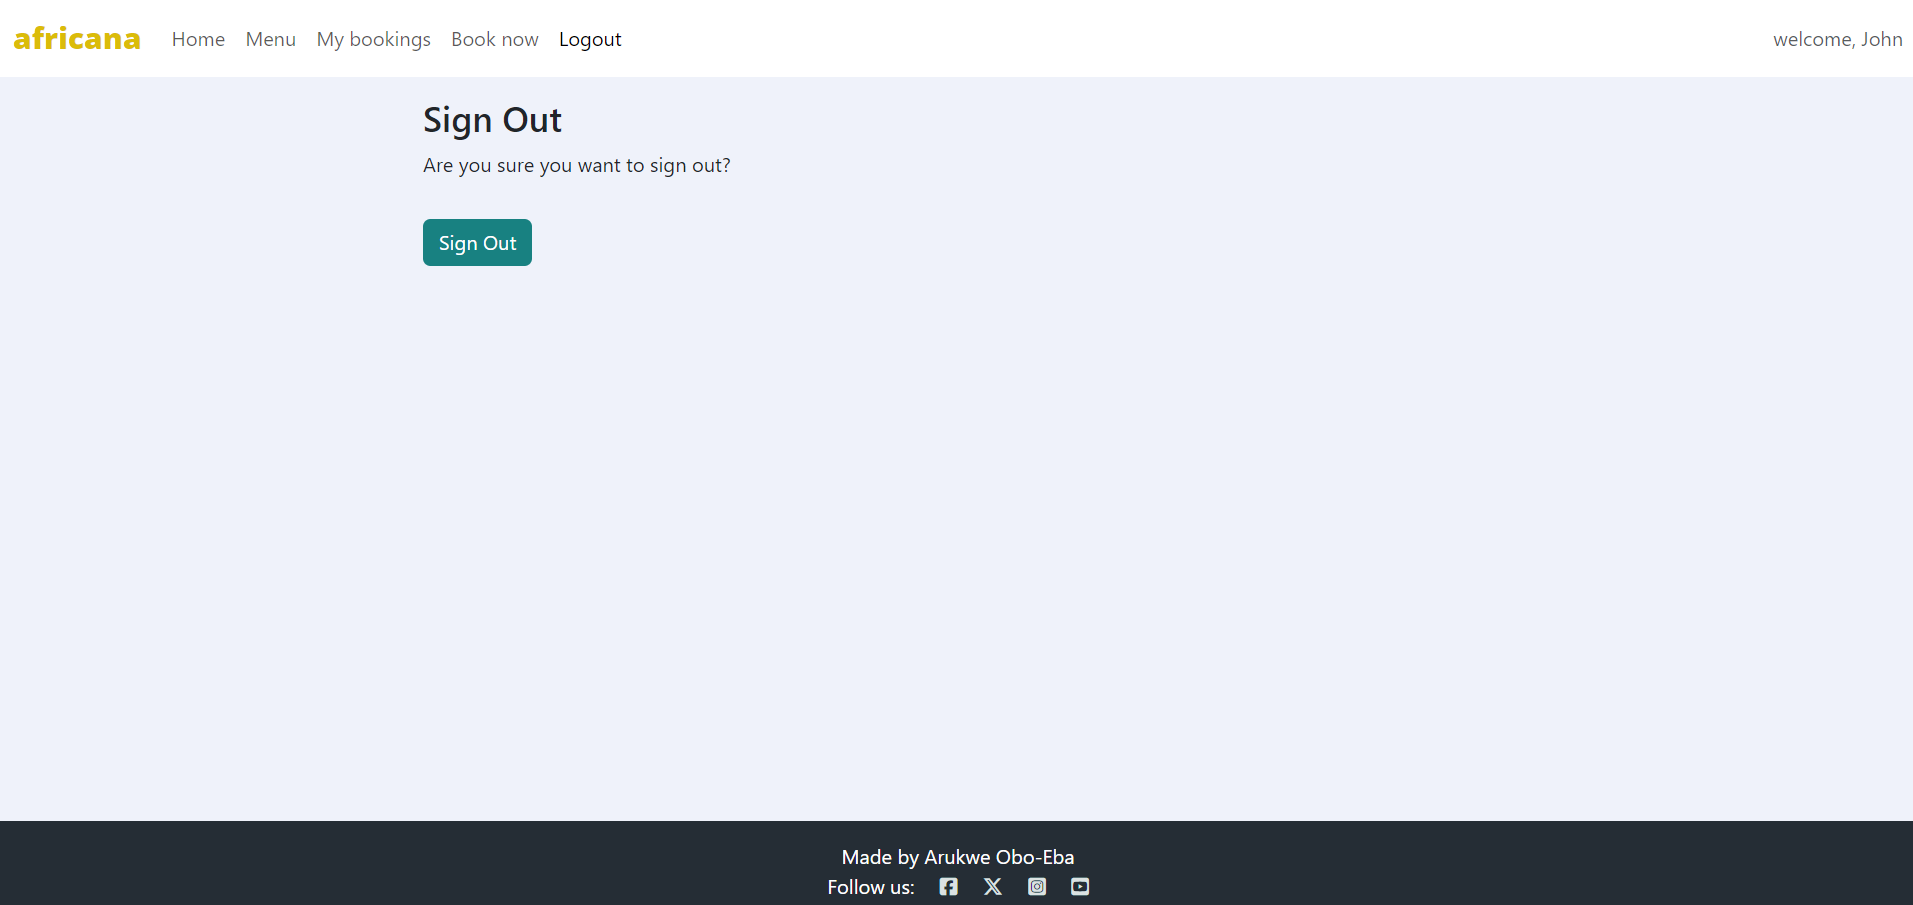 africana Home Menu My bookings Book now Logout welcome, John
Sign Out
Are you sure you want to sign out?
Sign Out
Made by Arukwe Obo-Eba
Follow us: